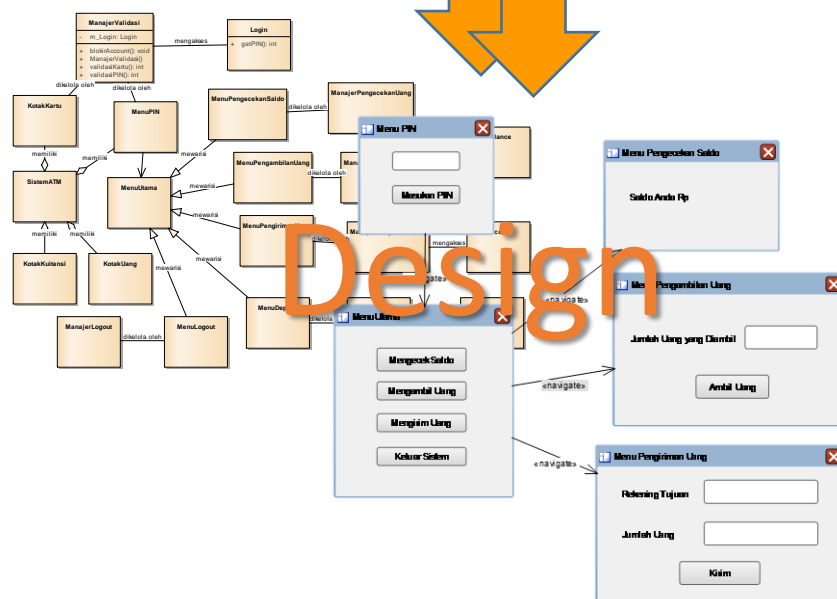 ManajerValidasi
- m_Login: Login
+ blokirAccount(): void
+ ManajerValidasi()
+ validasiKartu(): int
+ validasiPIN(): int
mengakses
Login
+ getPIN(): int
dikelola oleh
dikelola oleh
KotakKartu
MenuPIN
MenuPengecekanSaldo
dikelola oleh
ManajerPengecekanUang
memiliki
memiliki
mewarisi
SistemATM
MenuUtama
MenuPengambilanUang
mewarisi
dikelola oleh
mewarisi
memiliki
memiliki
mewarisi
mengakses
KotakKuitansi
KotakUang
mewarisi
ManajerLogout
dikelola oleh
MenuLogout
Menu PIN
Masukan PIN
Design
Menu Utama
Mengecek Saldo
Mengambil Uang
Mengirim Uang
Keluar Sistem
«navigate»
«navigate»
«navigate»
Menu Pengecekan Saldo
Saldo Anda Rp
Menu Pengambilan Uang
Jumlah Uang yang Diambil
Ambil Uang
Menu Pengiriman Uang
Rekening Tujuan
Jumlah Uang
Kirim